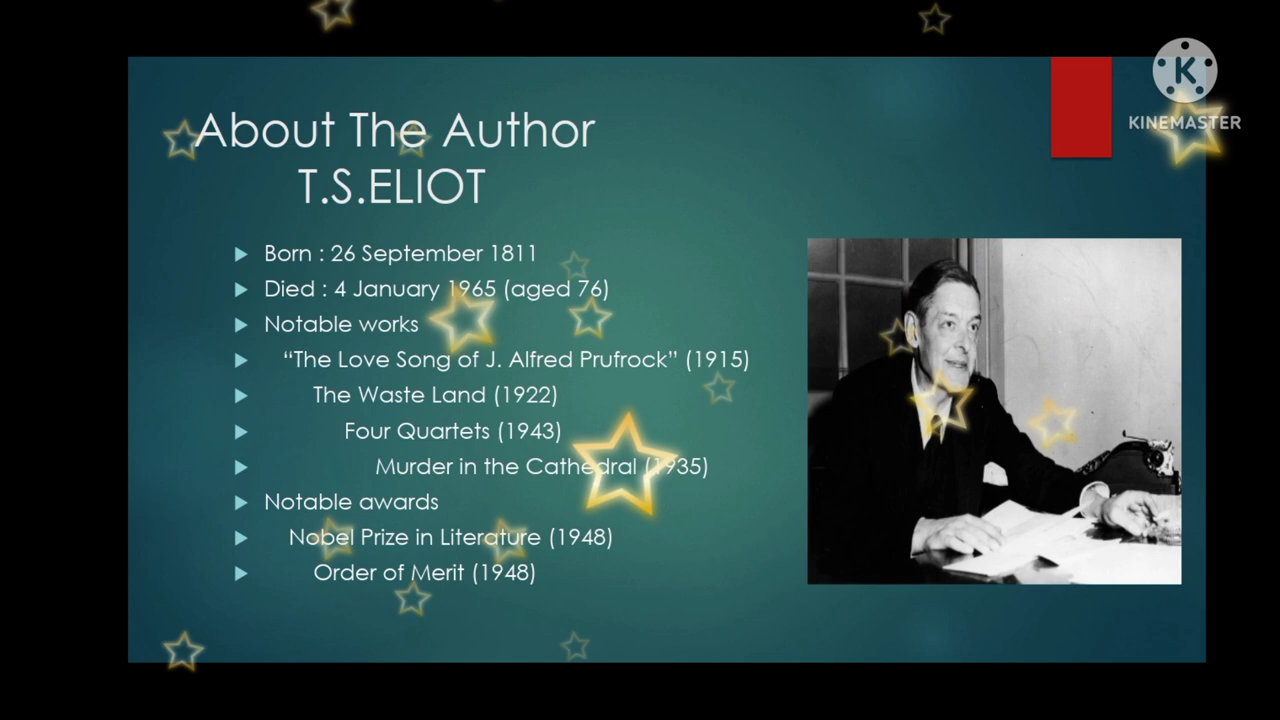 KINEMASTER
About The Author
T.S.ELIOT
Born : 26 September 1811
Died : 4 January 1965 (aged 76)
Notable works
“The Love Song of J. Alfred Prufrock” (1915)
The Waste Land (1922)
Four Quartets (1943)
Murder in the Cathedral (1935)
Notable awards
Nobel Prize in Literature (1948)
Order of Merit (1948)